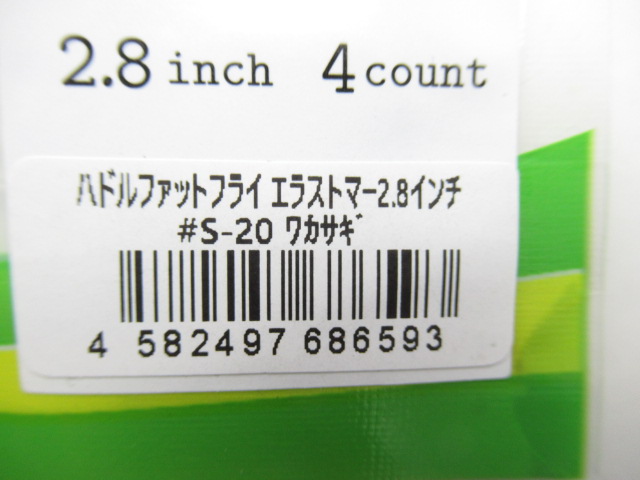 2.8 inch 4 count
ﾊﾄﾞﾙﾌｧｯﾄﾌﾗｲ ｴﾗｽﾄﾏｰ2.8ｲﾝﾁ
#S-20 ﾜｶｻｷﾞ
4 582497 686593